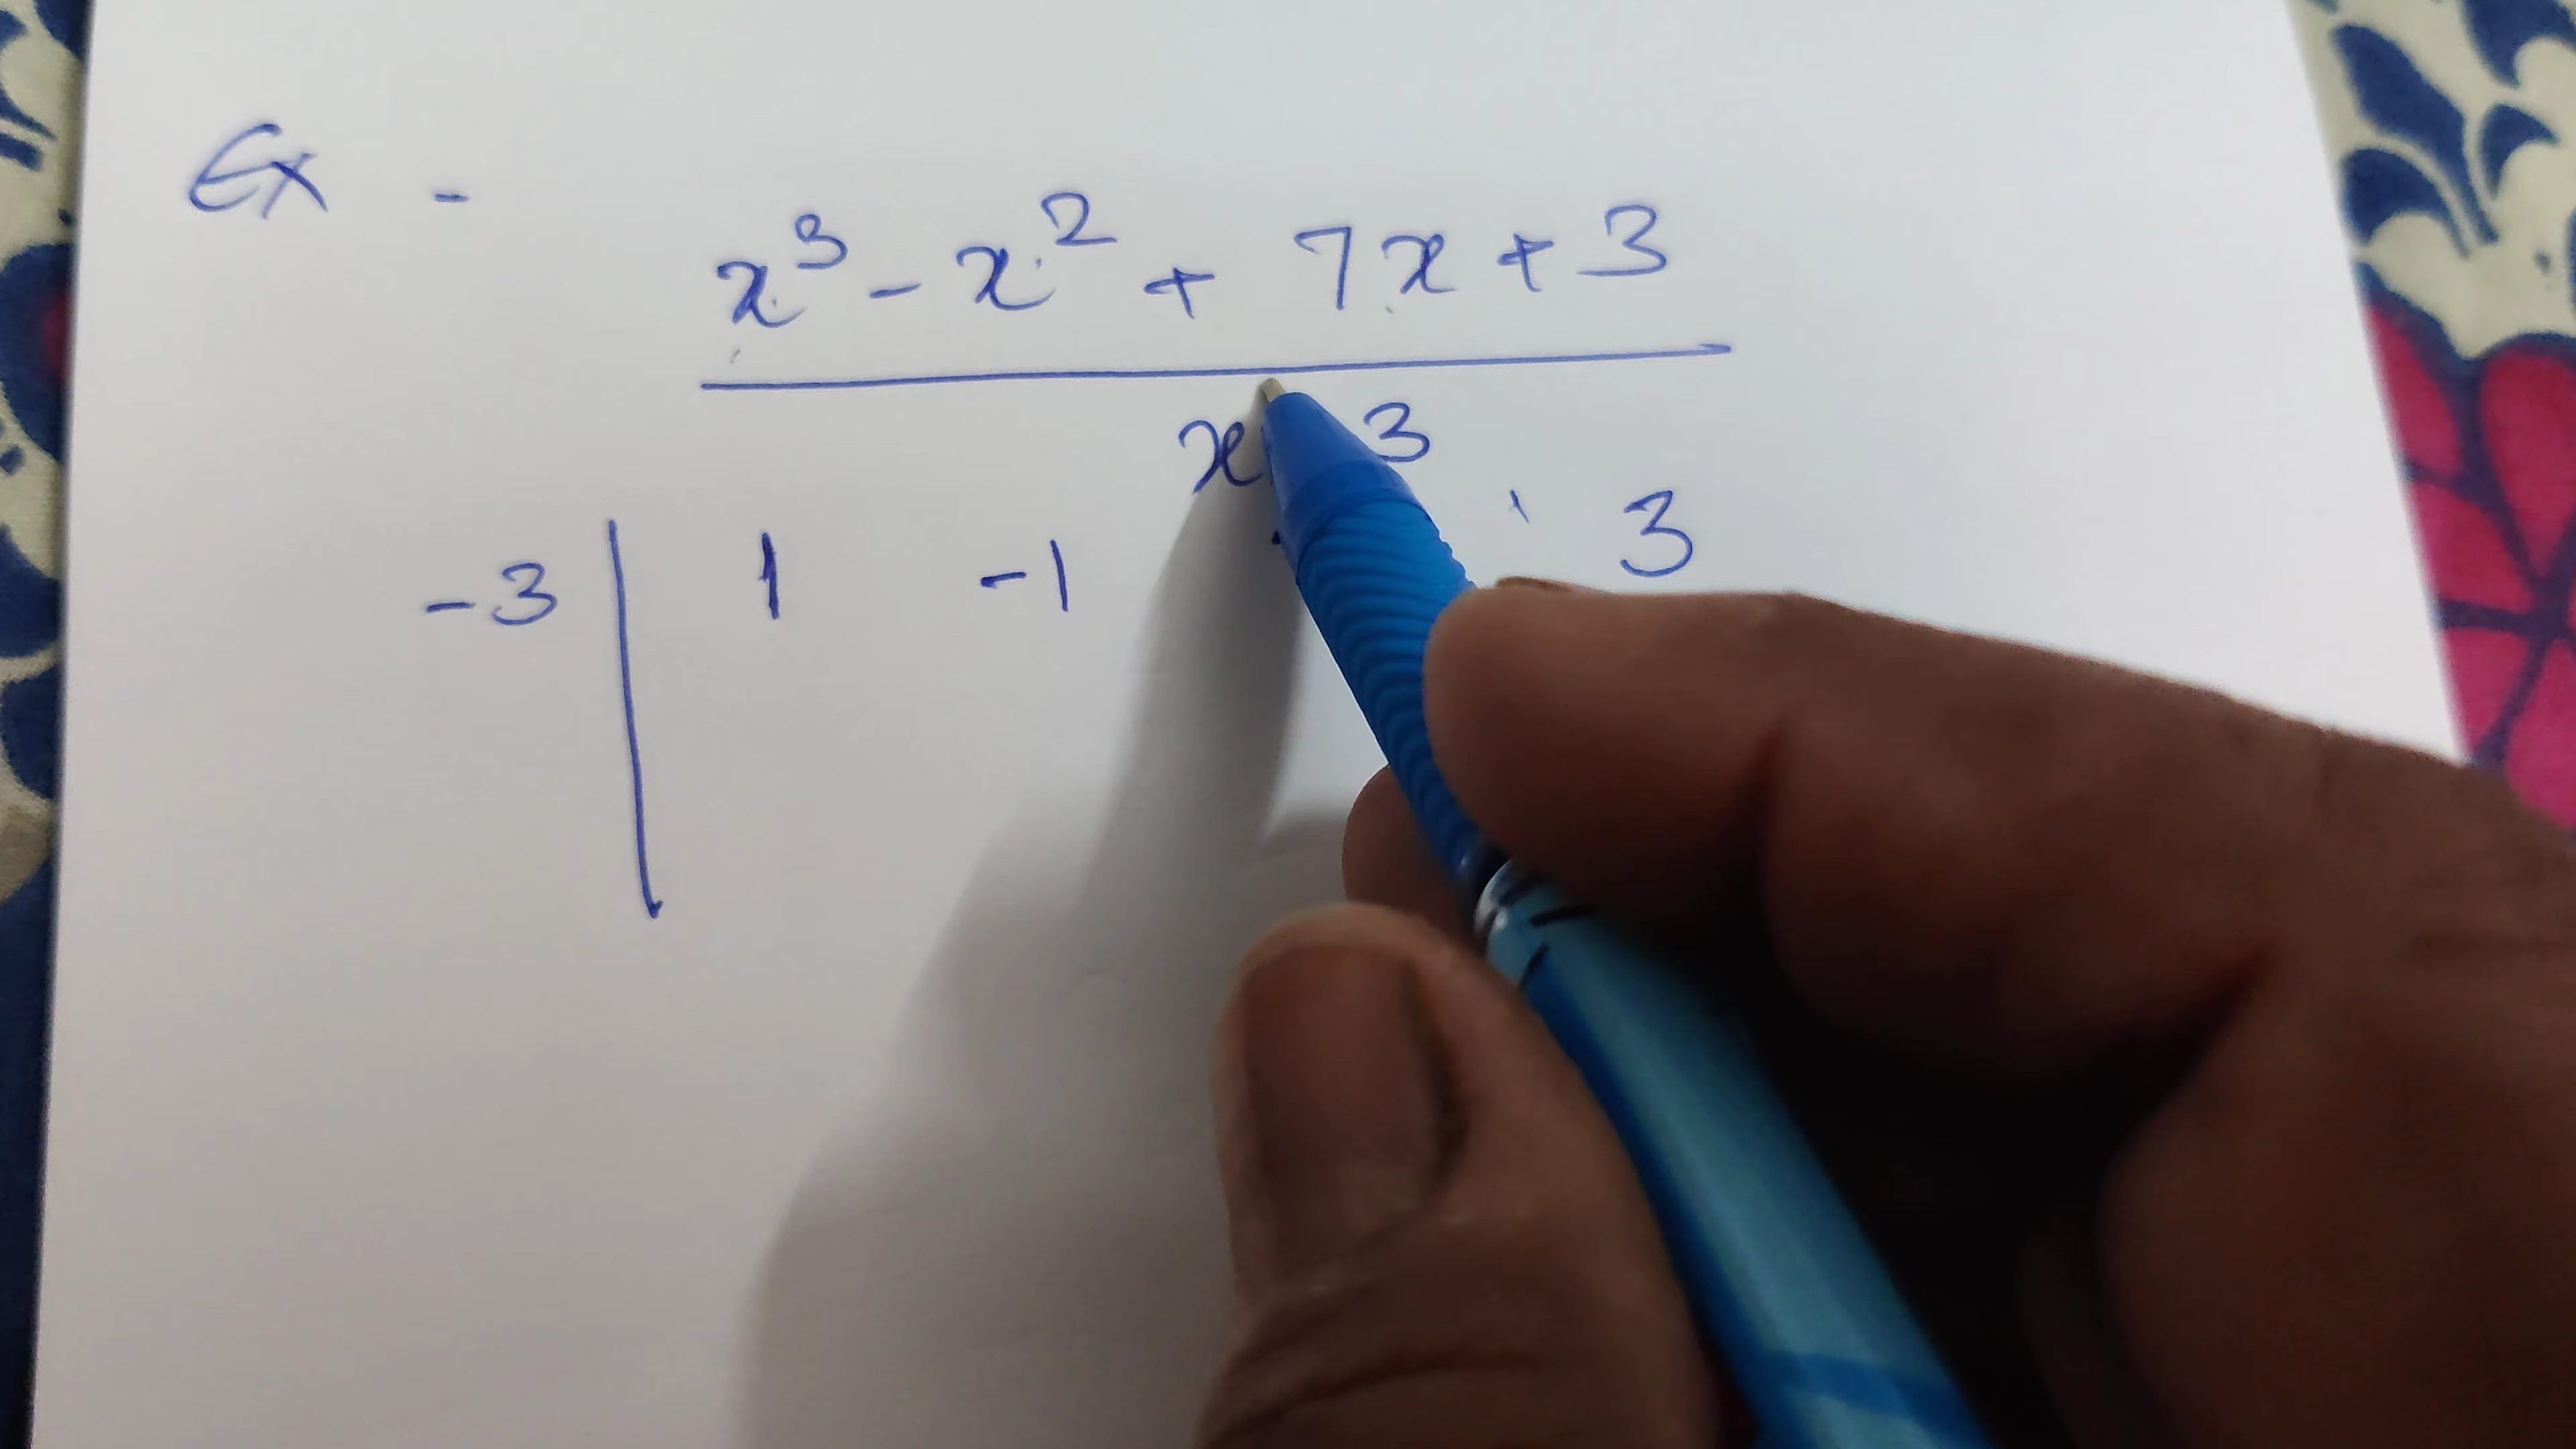 Ex -
x³ - x² + 7x + 3
x 3
-3 | 1 -1 3